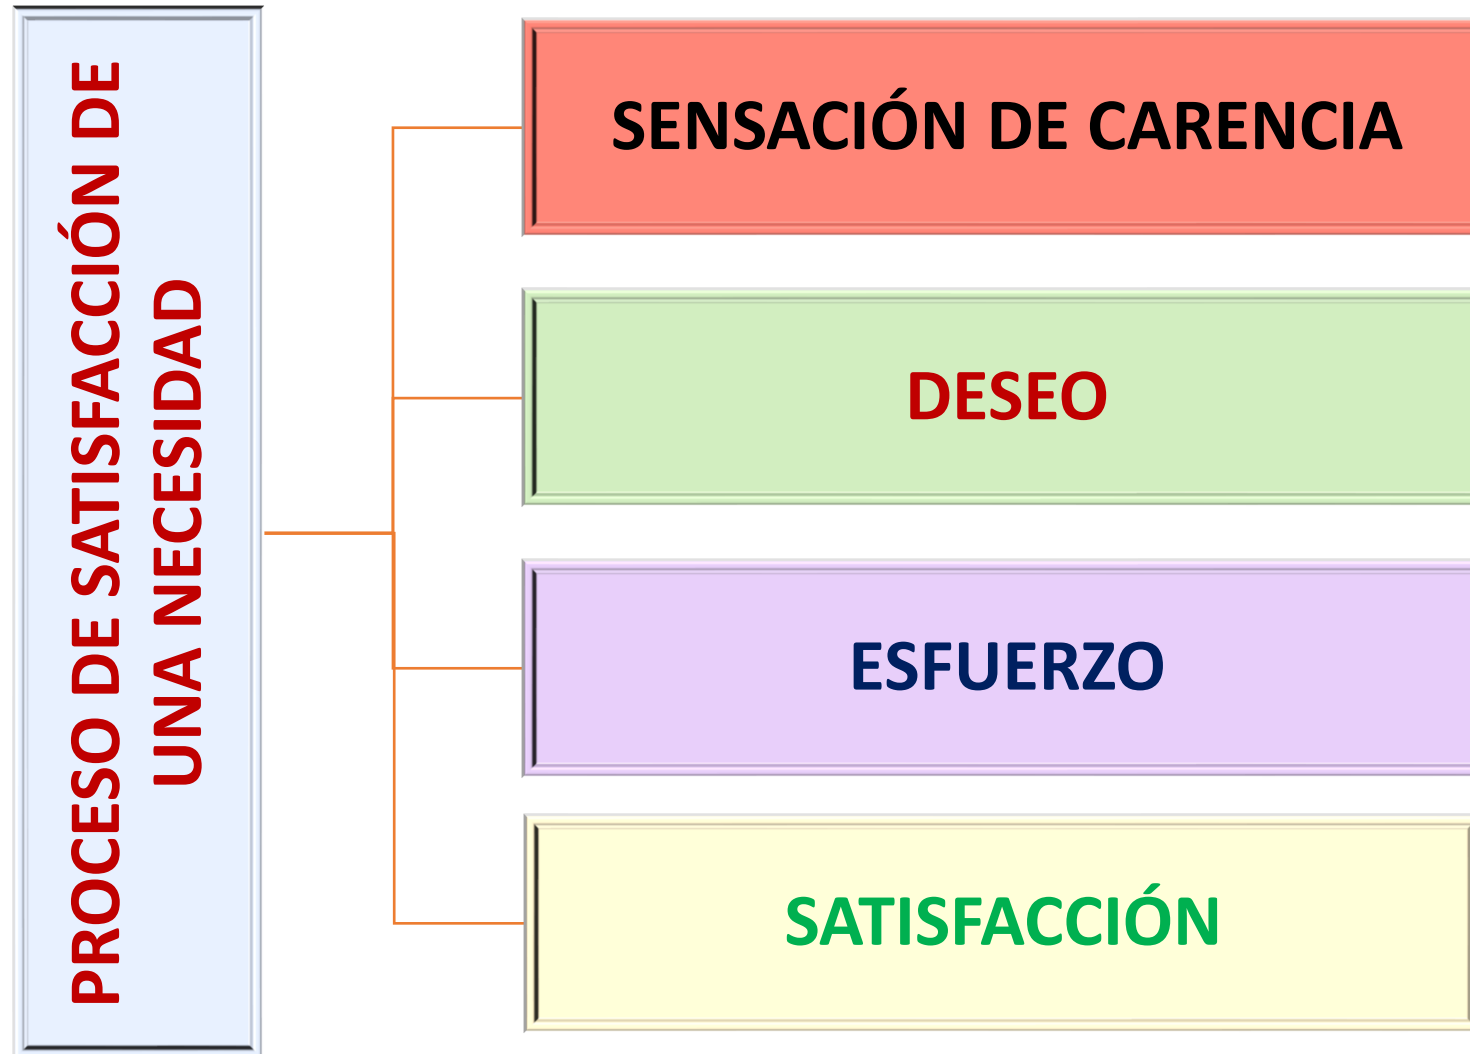 PROCESO DE SATISFACCIÓN DE
UNA NECESIDAD
SENSACIÓN DE CARENCIA
DESEO
ESFUERZO
SATISFACCIÓN